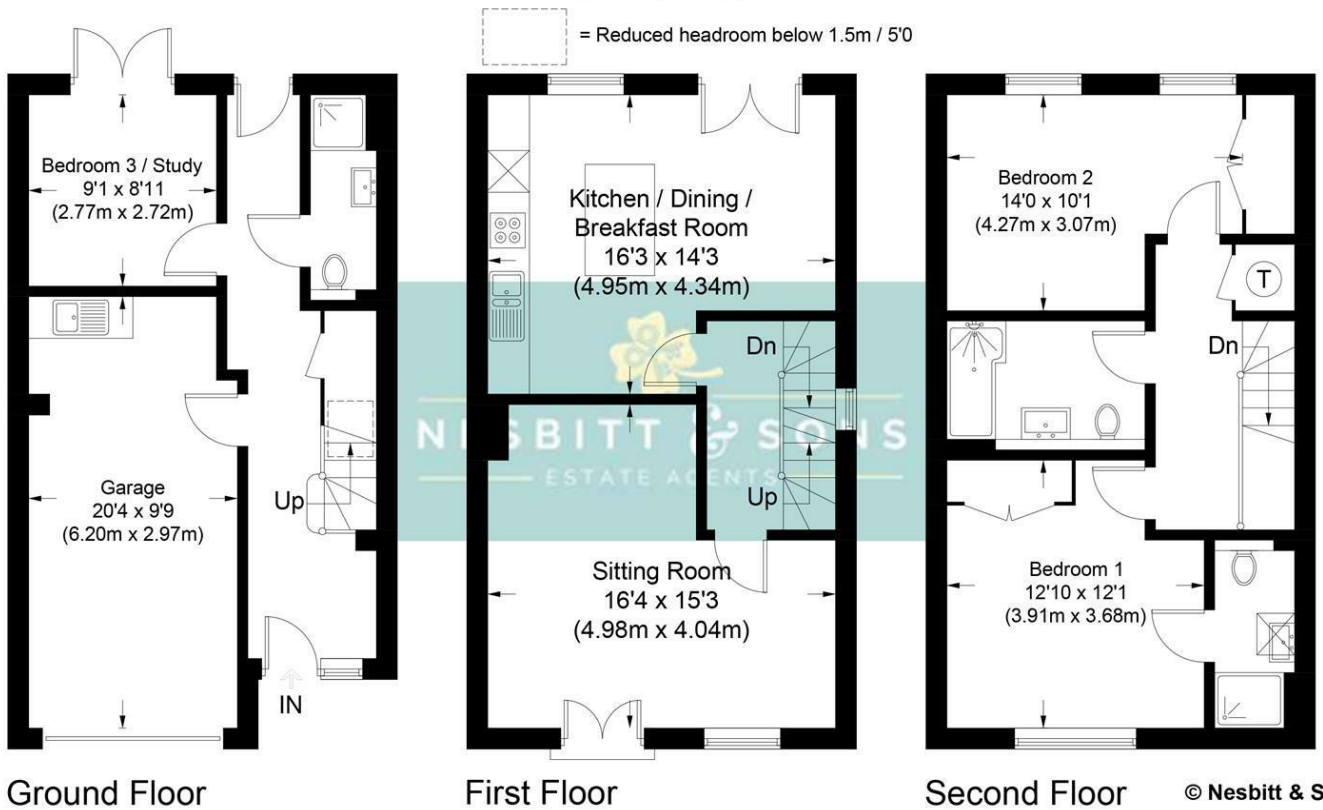 = Reduced headroom below 1.5m / 5'0
Bedroom 3 / Study
9'1 x 8'11
(2.77m x 2.72m)
Garage
20'4 x 9'9
(6.20m x 2.97m)
Up
IN
Ground Floor
Kitchen / Dining /
Breakfast Room
16'3 x 14'3
(4.95m x 4.34m)
Dn
NESBITT & SONS
ESTATE AGENTS
Up
Sitting Room
16'4 x 15'3
(4.98m x 4.04m)
First Floor
Bedroom 2
14'0 x 10'1
(4.27m x 3.07m)
T
Dn
Bedroom 1
12'10 x 12'1
(3.91m x 3.68m)
Second Floor
© Nesbitt & S